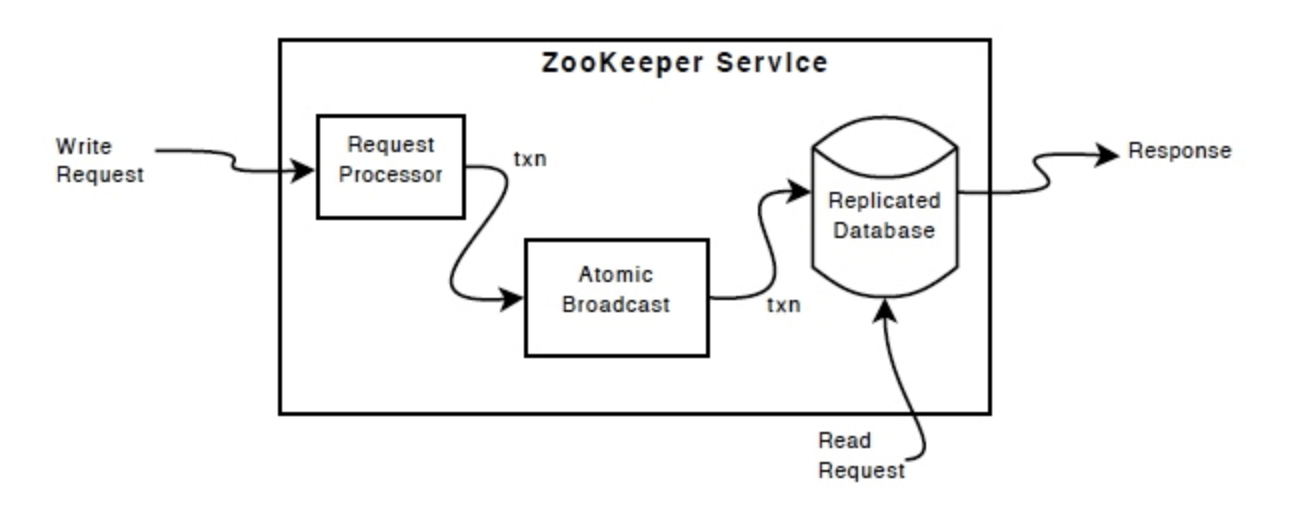 ZooKeeper Service
Write
Request
Request
Processor
txn
Atomic
Broadcast
txn
Replicated
Database
Response
Read
Request